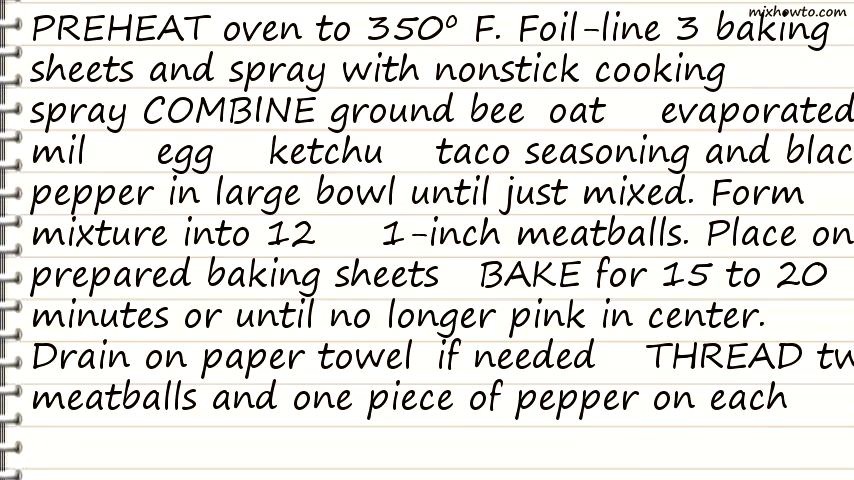 mjxhowto.com
PREHEAT oven to 350º F. Foil-line 3 baking
sheets and spray with nonstick cooking
spray COMBINE ground bee oat evaporated
mil egg ketchu taco seasoning and blac
pepper in large bowl until just mixed. Form
mixture into 12 1-inch meatballs. Place on
prepared baking sheets BAKE for 15 to 20
minutes or until no longer pink in center.
Drain on paper towel if needed THREAD tw
meatballs and one piece of pepper on each